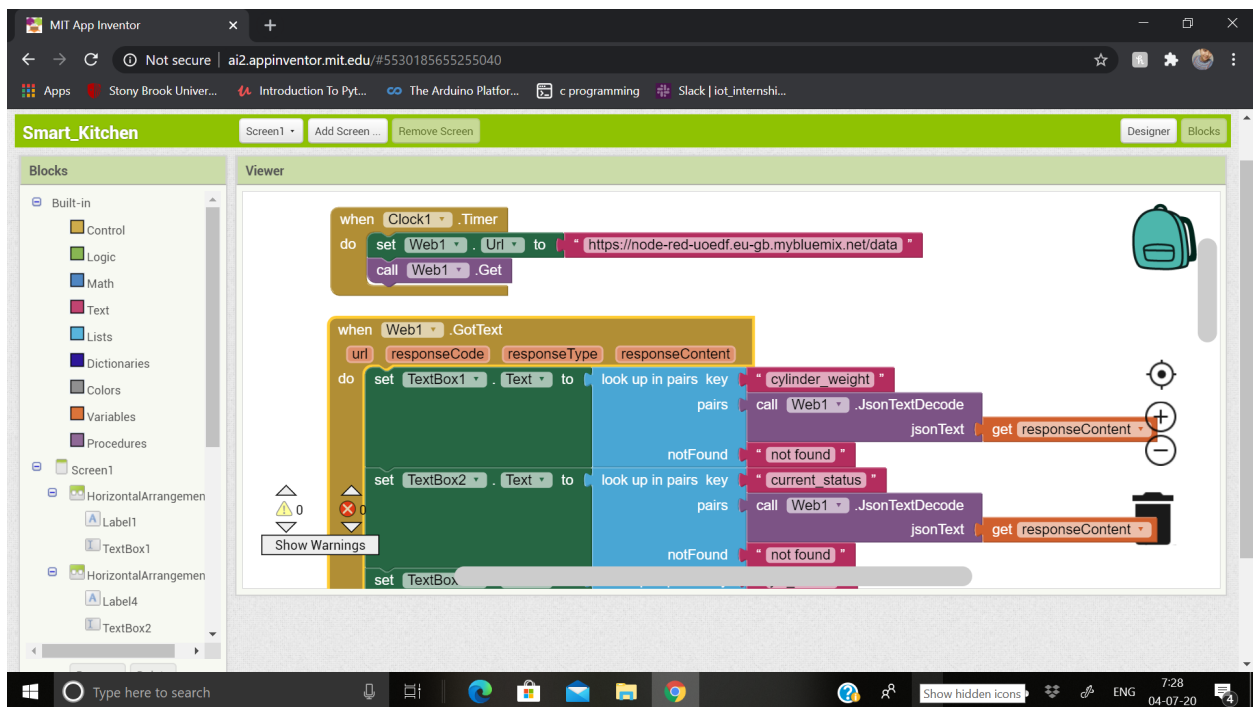 MIT App Inventor
Not secure | ai2.appinventor.mit.edu/#5530185655255040
Apps Stony Brook Univer... Introduction To Pyt... The Arduino Platfor... c programming Slack | iot_internshi...
Smart_Kitchen Screen1 Add Screen ... Remove Screen Designer Blocks
Blocks
Viewer
Built-in
Control
Logic
Math
Text
Lists
Dictionaries
Colors
Variables
Procedures
Screen1
HorizontalArrangemen
Label1
TextBox1
HorizontalArrangemen
Label4
TextBox2
when Clock1 .Timer
do set Web1 . Url to " https://node-red-uoedf.eu-gb.mybluemix.net/data "
call Web1 .Get
when Web1 .GotText
url responseCode responseType responseContent
do set TextBox1 . Text to look up in pairs key " cylinder_weight "
pairs call Web1 .JsonTextDecode
jsonText get responseContent
notFound " not found "
set TextBox2 . Text to look up in pairs key " current_status "
pairs call Web1 .JsonTextDecode
jsonText get responseContent
notFound " not found "
set TextBox
0 0
Show Warnings
Type here to search
Show hidden icons
ENG
7:28
04-07-20
4